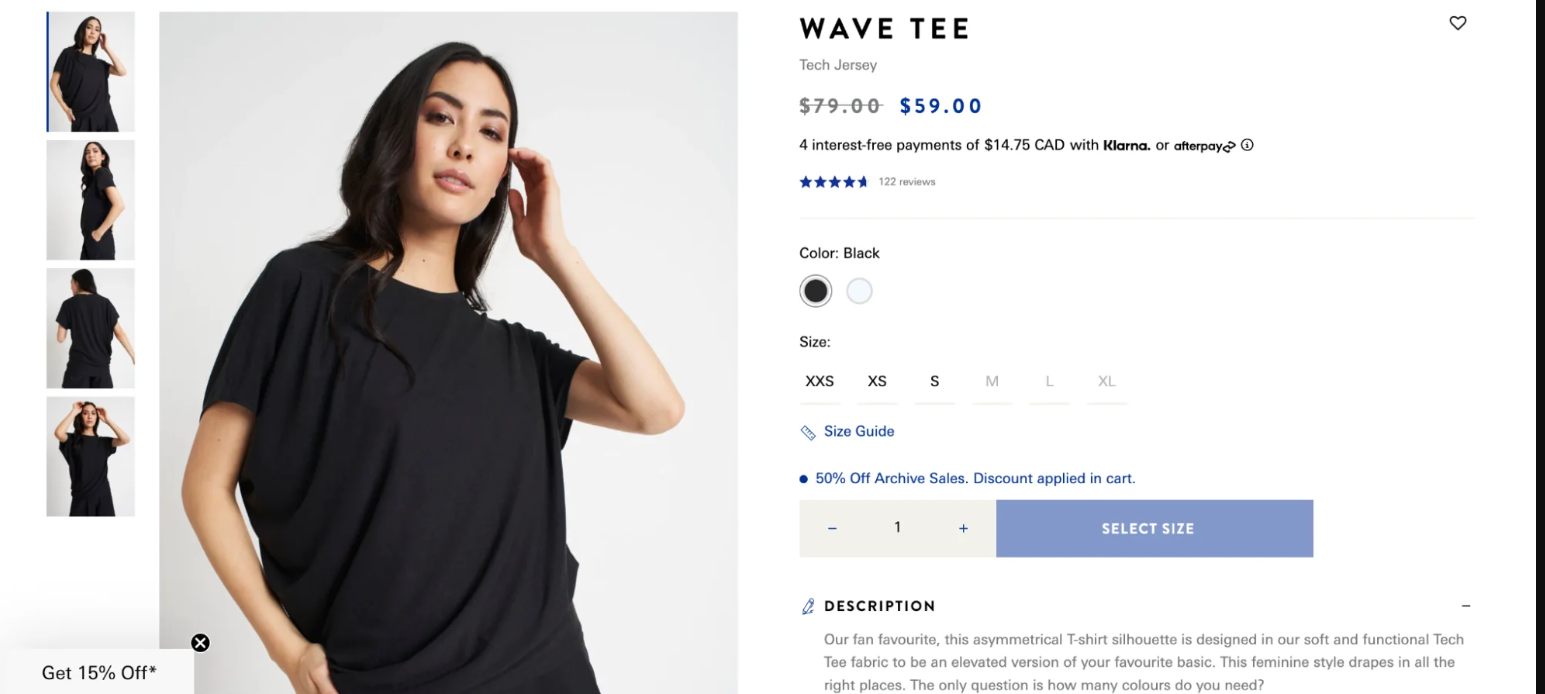 WAVE TEE
Tech Jersey
$79.00 $59.00
4 interest-free payments of $14.75 CAD with Klarna. or afterpay
122 reviews
Color: Black
Size:
XXS XS S M L XL
Size Guide
50% Off Archive Sales. Discount applied in cart.
− 1 + SELECT SIZE
DESCRIPTION −
Our fan favourite, this asymmetrical T-shirt silhouette is designed in our soft and functional Tech
Tee fabric to be an elevated version of your favourite basic. This feminine style drapes in all the
right places. The only question is how many colours do you need?
Get 15% Off*